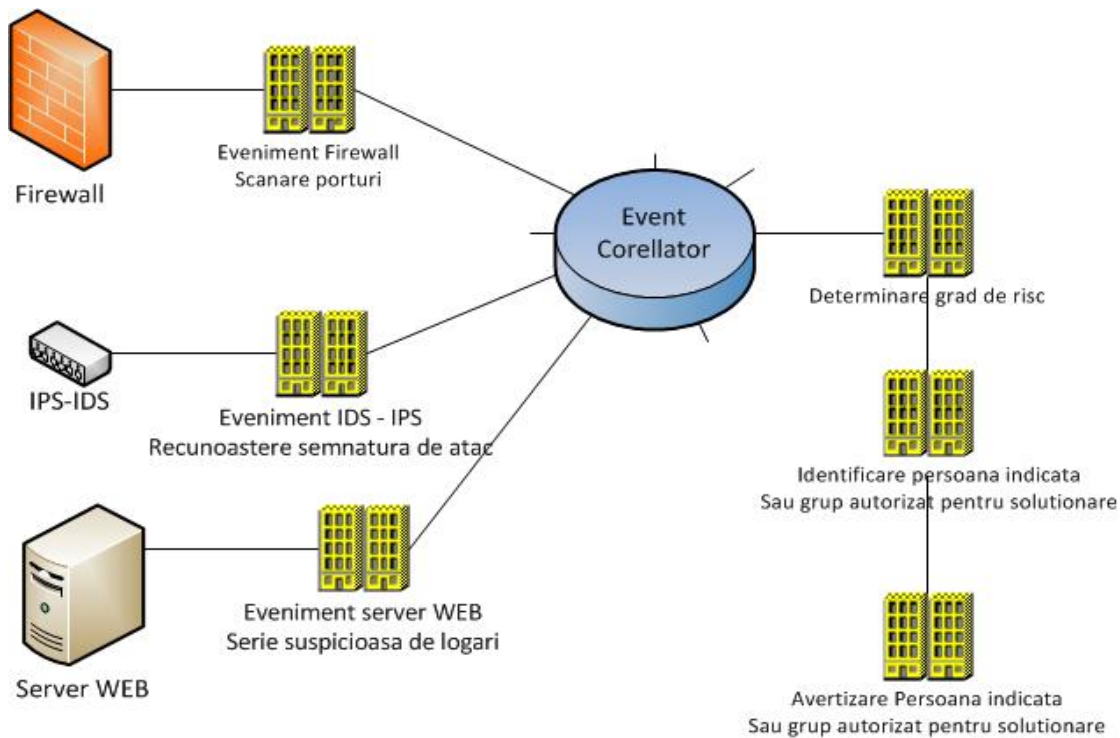 Firewall
Eveniment Firewall
Scanare porturi
Event
Corellator
Determinare grad de risc
IPS-IDS
Eveniment IDS - IPS
Recunoastere semnatura de atac
Identificare persoana indicata
Sau grup autorizat pentru solutionare
Server WEB
Eveniment server WEB
Serie suspicioasa de logari
Avertizare Persoana indicata
Sau grup autorizat pentru solutionare